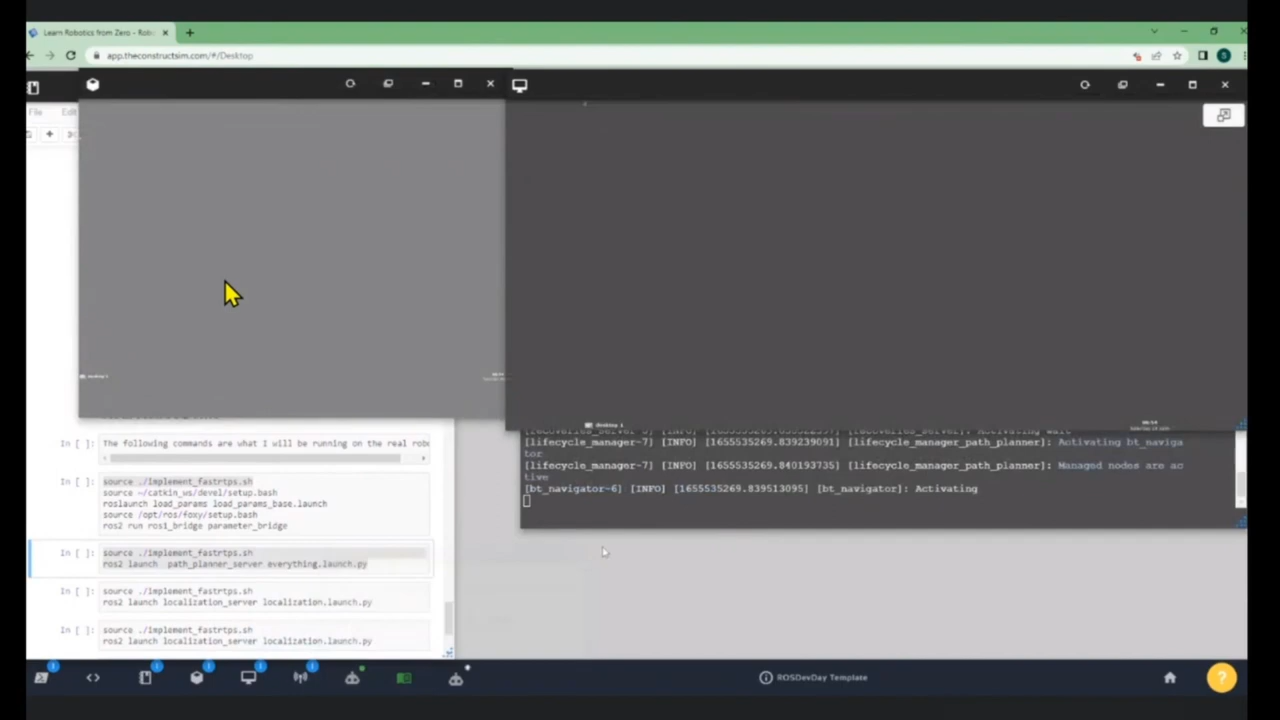 Learn Robotics from Zero - Rob
app.theconstructsim.com/#/Desktop
File Edit
In [ ]: The following commands are what I will be running on the real robo
In [ ]: source ./implement_fastrtps.sh
source ~/catkin_ws/devel/setup.bash
roslaunch load_params load_params_base.launch
source /opt/ros/foxy/setup.bash
ros2 run ros1_bridge parameter_bridge
In [ ]: source ./implement_fastrtps.sh
ros2 launch path_planner_server everything.launch.py
In [ ]: source ./implement_fastrtps.sh
ros2 launch localization_server localization.launch.py
In [ ]: source ./implement_fastrtps.sh
ros2 launch localization_server localization.launch.py
[lifecycle_manager-7] [INFO] [1655535269.839239091] [lifecycle_manager_path_planner]: Activating bt_naviga
tor
[lifecycle_manager-7] [INFO] [1655535269.840193735] [lifecycle_manager_path_planner]: Managed nodes are ac
tive
[bt_navigator-6] [INFO] [1655535269.839513095] [bt_navigator]: Activating
ROSDevDay Template
?